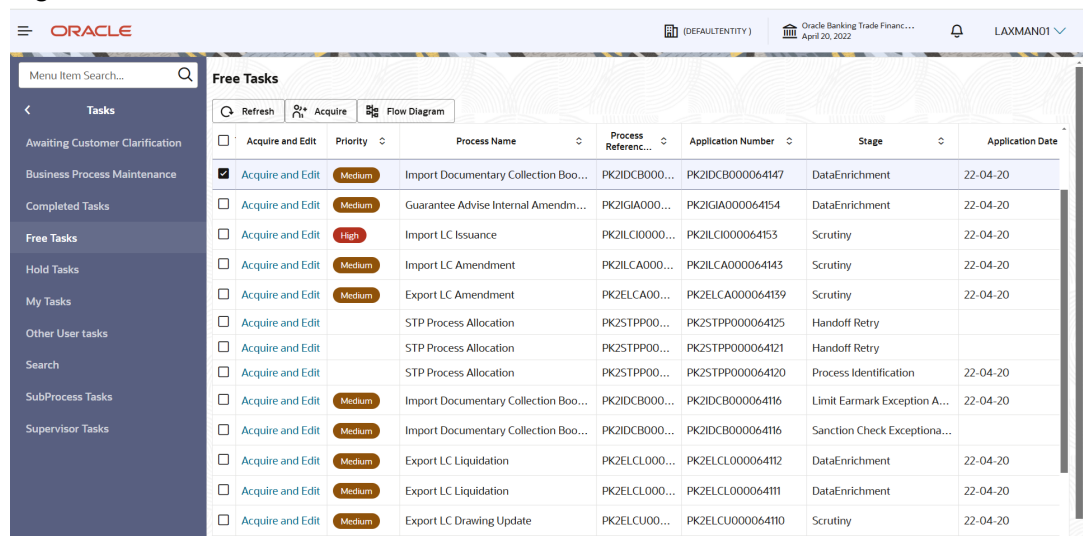 ORACLE
(DEFAULTENTITY )
Oracle Banking Trade Financ...
April 20, 2022
LAXMAN01
Menu Item Search...
Tasks
Awaiting Customer Clarification
Business Process Maintenance
Completed Tasks
Free Tasks
Hold Tasks
My Tasks
Other User tasks
Search
SubProcess Tasks
Supervisor Tasks
Free Tasks
Refresh Acquire Flow Diagram
Acquire and Edit Priority Process Name Process Referenc... Application Number Stage Application Date
Acquire and Edit Medium Import Documentary Collection Boo... PK2IDCB000... PK2IDCB000064147 DataEnrichment 22-04-20
Acquire and Edit Medium Guarantee Advise Internal Amendm... PK2IGIA000... PK2IGIA000064154 DataEnrichment 22-04-20
Acquire and Edit High Import LC Issuance PK2ILCI0000... PK2ILCI000064153 Scrutiny 22-04-20
Acquire and Edit Medium Import LC Amendment PK2ILCA000... PK2ILCA000064143 Scrutiny 22-04-20
Acquire and Edit Medium Export LC Amendment PK2ELCA00... PK2ELCA000064139 Scrutiny 22-04-20
Acquire and Edit STP Process Allocation PK2STPP00... PK2STPP000064125 Handoff Retry
Acquire and Edit STP Process Allocation PK2STPP00... PK2STPP000064121 Handoff Retry
Acquire and Edit STP Process Allocation PK2STPP00... PK2STPP000064120 Process Identification 22-04-20
Acquire and Edit Medium Import Documentary Collection Boo... PK2IDCB000... PK2IDCB000064116 Limit Earmark Exception A... 22-04-20
Acquire and Edit Medium Import Documentary Collection Boo... PK2IDCB000... PK2IDCB000064116 Sanction Check Exceptiona...
Acquire and Edit Medium Export LC Liquidation PK2ELCL000... PK2ELCL000064112 DataEnrichment 22-04-20
Acquire and Edit Medium Export LC Liquidation PK2ELCL000... PK2ELCL000064111 DataEnrichment 22-04-20
Acquire and Edit Medium Export LC Drawing Update PK2ELCU00... PK2ELCU000064110 Scrutiny 22-04-20